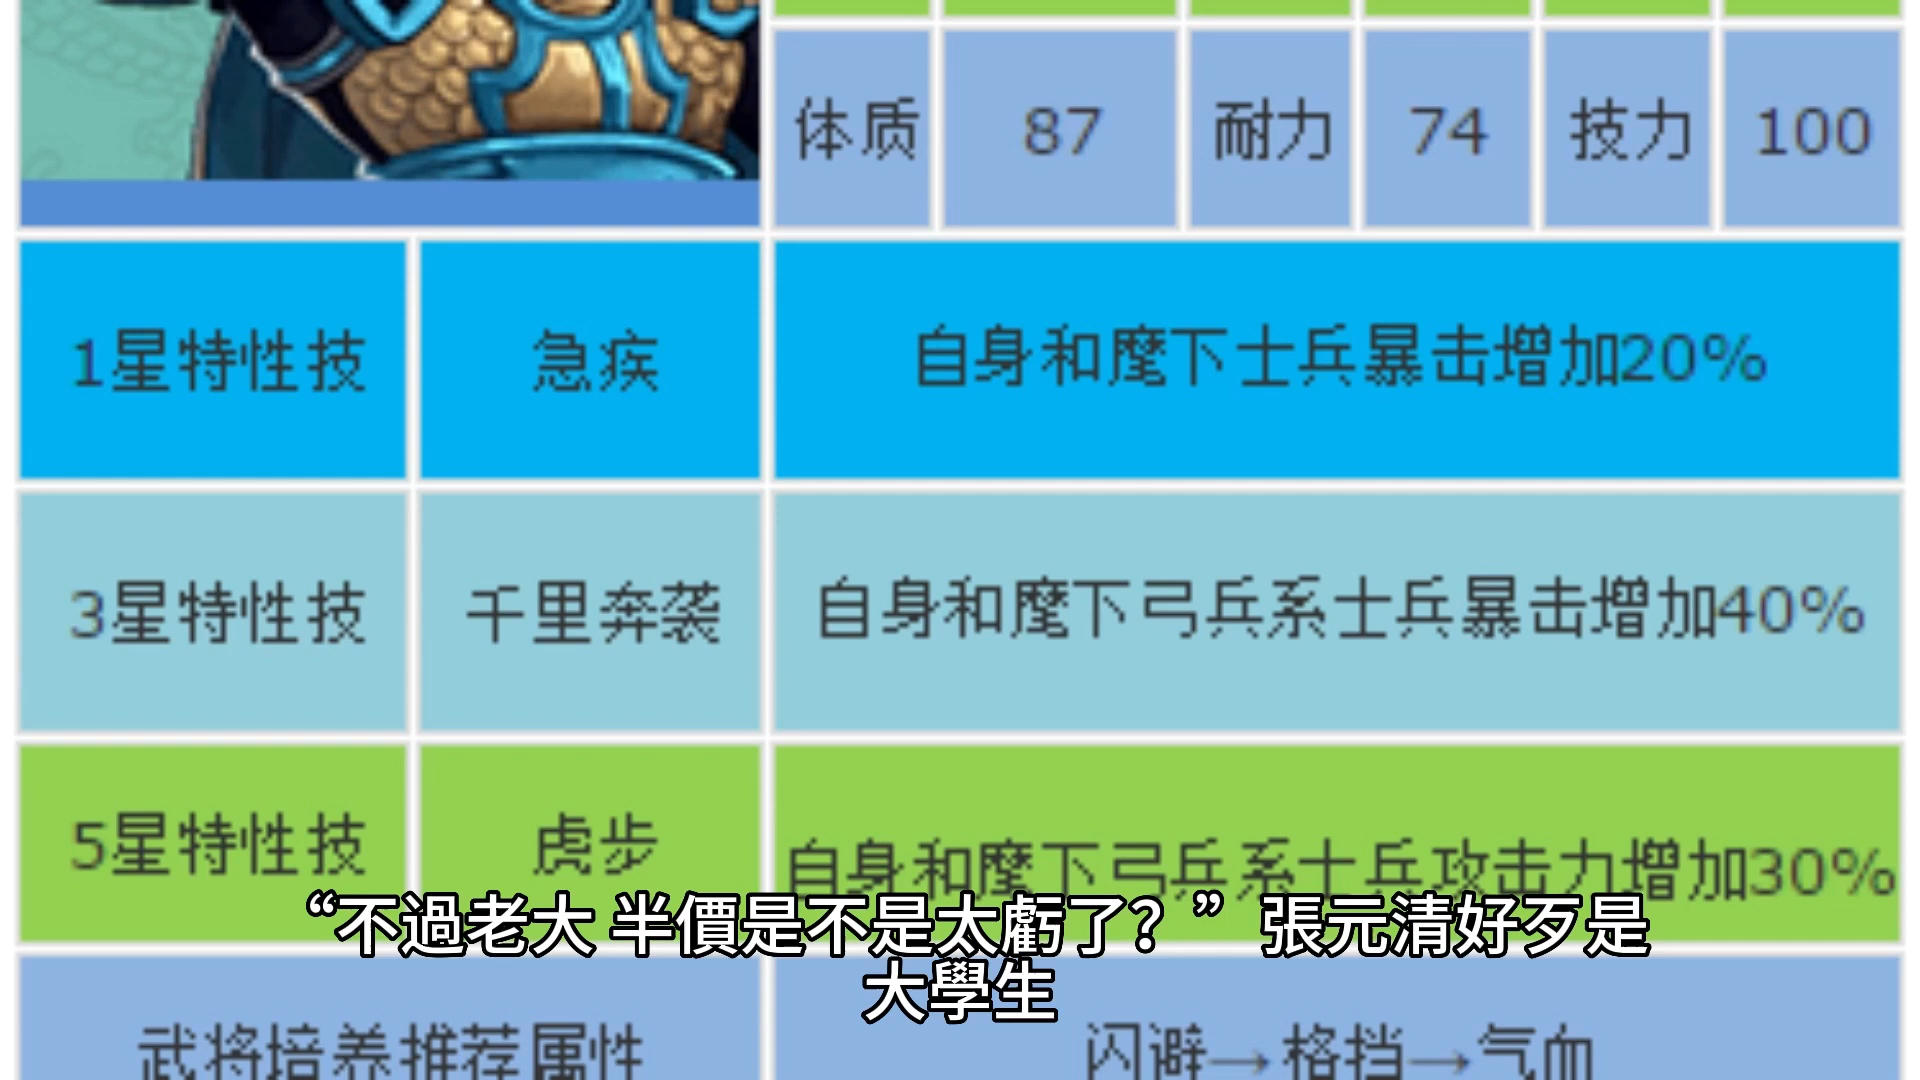 体质 87 耐力 74 技力 100
1星特性技 急疾 自身和麾下士兵暴击增加20%
3星特性技 千里奔袭 自身和麾下弓兵系士兵暴击增加40%
5星特性技 虎步 自身和麾下弓兵系士兵攻击力增加30%
“不過老大 半價是不是太虧了？”張元清好歹是
大學生
武将培养推荐属性 闪避→格挡→气血